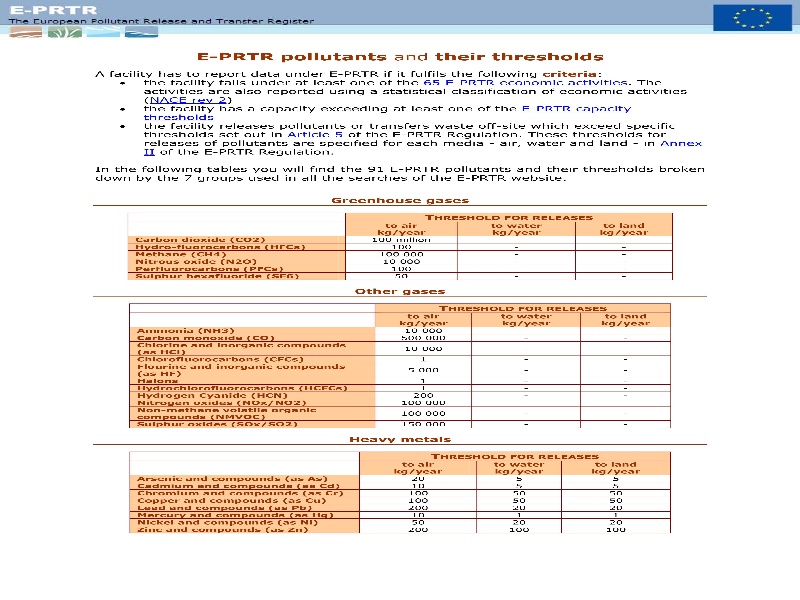 E-PRTR
The European Pollutant Release and Transfer Register
E-PRTR pollutants and their thresholds
A facility has to report data under E-PRTR if it fulfils the following criteria:
• the facility falls under at least one of the 65 E-PRTR economic activities. The
activities are also reported using a statistical classification of economic activities
(NACE rev 2)
• the facility has a capacity exceeding at least one of the E-PRTR capacity
thresholds
• the facility releases pollutants or transfers waste off-site which exceed specific
thresholds set out in Article 5 of the E-PRTR Regulation. These thresholds for
releases of pollutants are specified for each media - air, water and land - in Annex
II of the E-PRTR Regulation.
In the following tables you will find the 91 E-PRTR pollutants and their thresholds broken
down by the 7 groups used in all the searches of the E-PRTR website.
Greenhouse gases
THRESHOLD FOR RELEASES
to air to water to land
kg/year kg/year kg/year
Carbon dioxide (CO2) 100 million - -
Hydro-fluorocarbons (HFCs) 100 - -
Methane (CH4) 100 000 - -
Nitrous oxide (N2O) 10 000 - -
Perfluorocarbons (PFCs) 100 - -
Sulphur hexafluoride (SF6) 50 - -
Other gases
THRESHOLD FOR RELEASES
to air to water to land
kg/year kg/year kg/year
Ammonia (NH3) 10 000 - -
Carbon monoxide (CO) 500 000 - -
Chlorine and inorganic compounds
(as HCl) 10 000 - -
Chlorofluorocarbons (CFCs) 1 - -
Flourine and inorganic compounds
(as HF) 5 000 - -
Halons 1 - -
Hydrochlorofluorocarbons (HCFCs) 1 - -
Hydrogen Cyanide (HCN) 200 - -
Nitrogen oxides (NOx/NO2) 100 000 - -
Non-methane volatile organic
compounds (NMVOC) 100 000 - -
Sulphur oxides (SOx/SO2) 150 000 - -
Heavy metals
THRESHOLD FOR RELEASES
to air to water to land
kg/year kg/year kg/year
Arsenic and compounds (as As) 20 5 5
Cadmium and compounds (as Cd) 10 5 5
Chromium and compounds (as Cr) 100 50 50
Copper and compounds (as Cu) 100 50 50
Lead and compounds (as Pb) 200 20 20
Mercury and compounds (as Hg) 10 1 1
Nickel and compounds (as Ni) 50 20 20
Zinc and compounds (as Zn) 200 100 100